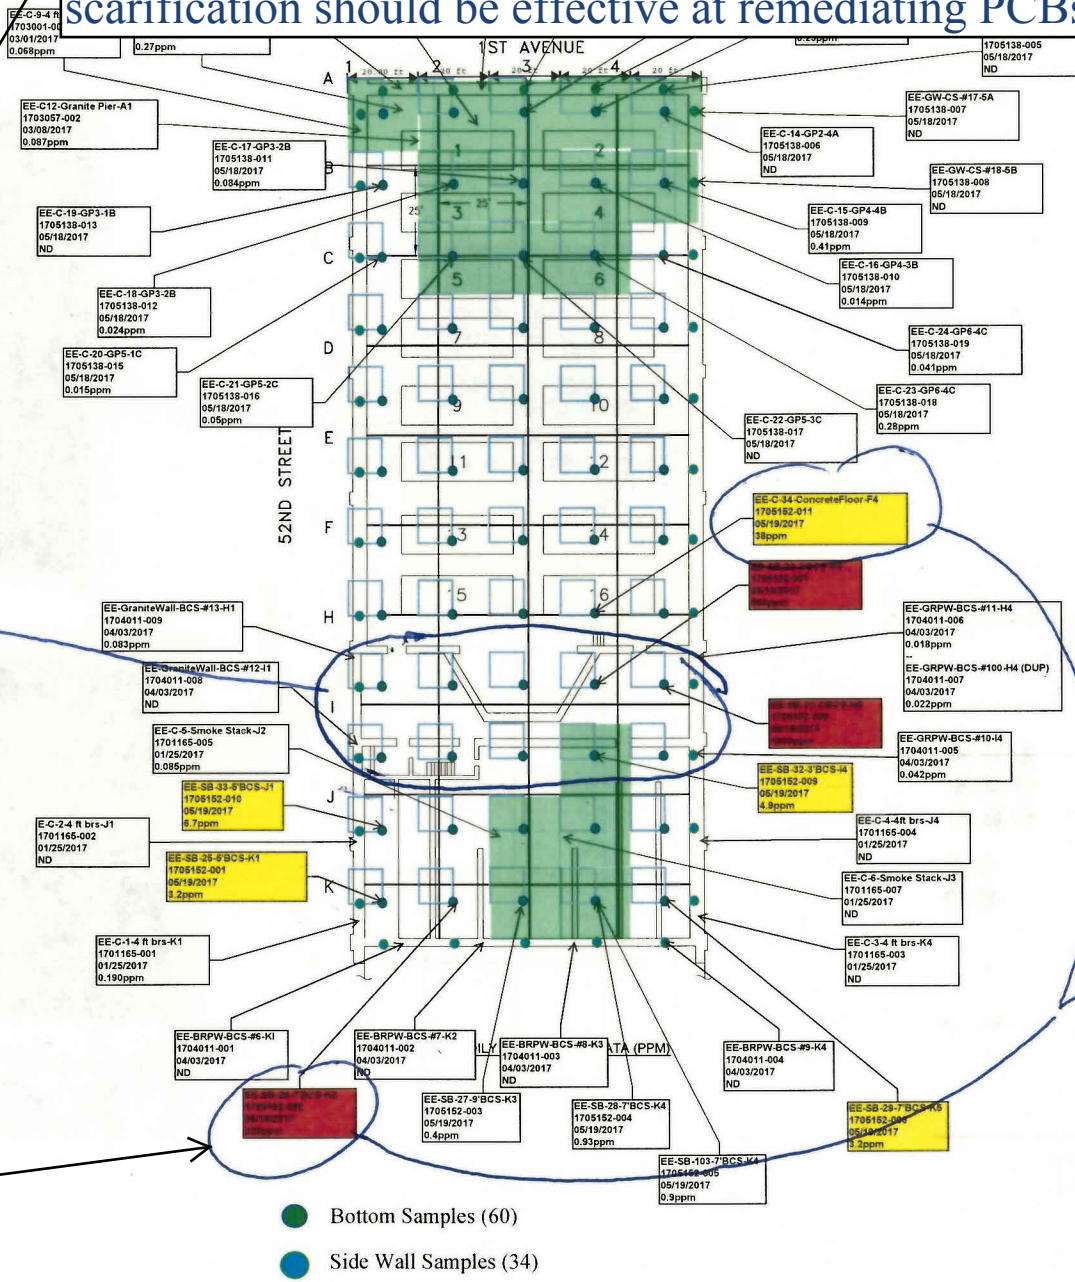 scarification should be effective at remediating PCBs
EE-C-9-4 ft
03/01/2017
0.068ppm
0.27ppm
1ST AVENUE
1705138-005
05/18/2017
ND
1 2 3 4
A
20 ft
EE-C12-Granite Pier-A1
1703057-002
03/08/2017
0.087ppm
EE-GW-CS-#17-5A
1705138-007
05/18/2017
ND
EE-C-14-GP2-4A
1705138-006
05/18/2017
ND
EE-C-17-GP3-2B
1705138-011
05/18/2017
0.084ppm
1 2
B
EE-GW-CS-#18-5B
1705138-008
05/18/2017
ND
EE-C-19-GP3-1B
1705138-013
05/18/2017
ND
25' 25'
3 4
EE-C-15-GP4-4B
1705138-009
05/18/2017
0.41ppm
C
EE-C-16-GP4-3B
1705138-010
05/18/2017
0.014ppm
EE-C-18-GP3-2B
1705138-012
05/18/2017
0.024ppm
5 6
EE-C-24-GP6-4C
1705138-019
05/18/2017
0.041ppm
7 8
D
EE-C-20-GP5-1C
1705138-015
05/18/2017
0.015ppm
EE-C-21-GP5-2C
1705138-016
05/18/2017
0.05ppm
EE-C-23-GP6-4C
1705138-018
05/18/2017
0.28ppm
9 10
EE-C-22-GP5-3C
1705138-017
05/18/2017
ND
52ND STREET
E
11 12
EE-C-34-ConcreteFloor-F4
1705152-011
05/19/2017
38ppm
F
13 14
15 16
H
EE-GraniteWall-BCS-#13-H1
1704011-009
04/03/2017
0.083ppm
EE-GRPW-BCS-#11-H4
1704011-006
04/03/2017
0.018ppm
--
EE-GRPW-BCS-#100-H4 (DUP)
1704011-007
04/03/2017
0.022ppm
EE-GraniteWall-BCS-#12-I1
1704011-008
04/03/2017
ND
I
EE-C-5-Smoke Stack-J2
1701165-005
01/25/2017
0.085ppm
EE-GRPW-BCS-#10-I4
1704011-005
04/03/2017
0.042ppm
EE-SB-32-3'BCS-I4
1705152-009
05/19/2017
4.9ppm
EE-SB-33-5'BCS-J1
1705152-010
05/19/2017
6.7ppm
J
E-C-2-4 ft brs-J1
1701165-002
01/25/2017
ND
EE-C-4-4ft brs-J4
1701165-004
01/25/2017
ND
EE-SB-25-5'BCS-K1
1705152-001
05/19/2017
3.2ppm
EE-C-6-Smoke Stack-J3
1701165-007
01/25/2017
ND
K
EE-C-1-4 ft brs-K1
1701165-001
01/25/2017
0.190ppm
EE-C-3-4 ft brs-K4
1701165-003
01/25/2017
ND
EE-BRPW-BCS-#6-KI
1704011-001
04/03/2017
ND
EE-BRPW-BCS-#7-K2
1704011-002
04/03/2017
ND
EE-BRPW-BCS-#8-K3
1704011-003
04/03/2017
ND
ATA (PPM)
EE-BRPW-BCS-#9-K4
1704011-004
04/03/2017
ND
EE-SB-27-9'BCS-K3
1705152-003
05/19/2017
0.4ppm
EE-SB-28-7'BCS-K4
1705152-004
05/19/2017
0.93ppm
EE-SB-29-7'BCS-K5
05/19/2017
3.2ppm
EE-SB-103-7'BCS-K4
1705152-005
05/19/2017
0.9ppm
Bottom Samples (60)
Side Wall Samples (34)